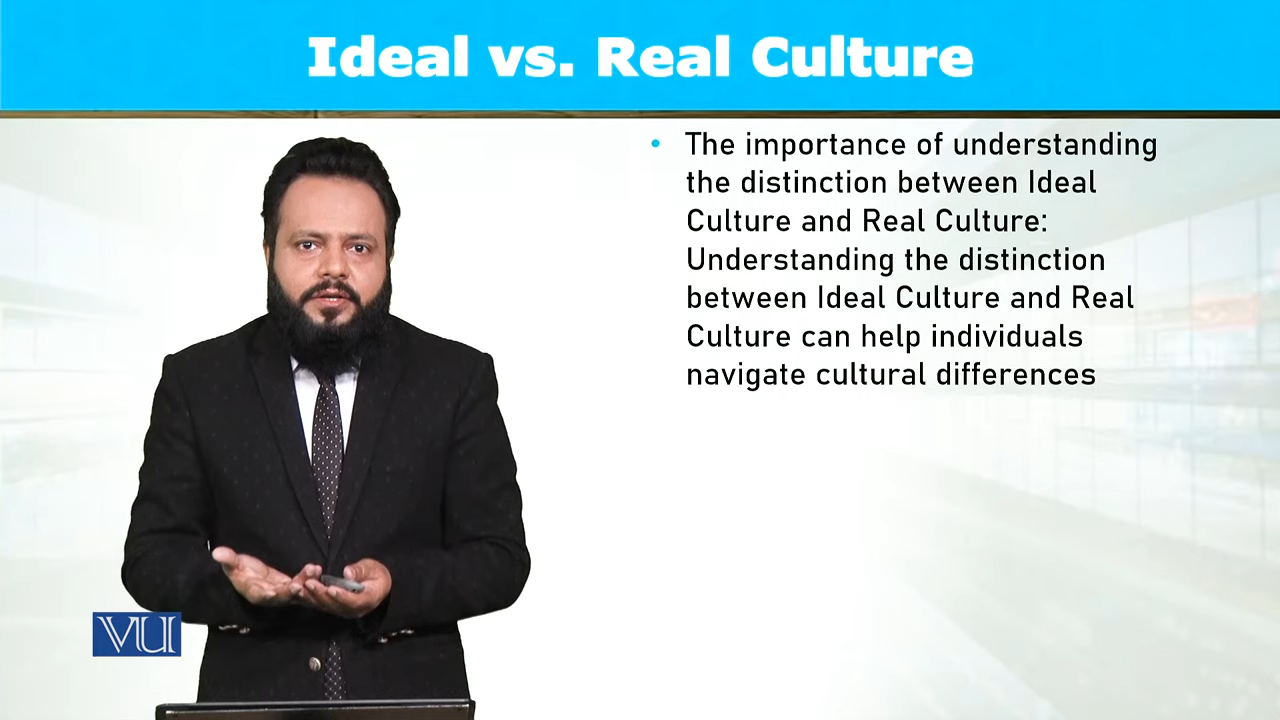 Ideal vs. Real Culture
• The importance of understanding
the distinction between Ideal
Culture and Real Culture:
Understanding the distinction
between Ideal Culture and Real
Culture can help individuals
navigate cultural differences
VU